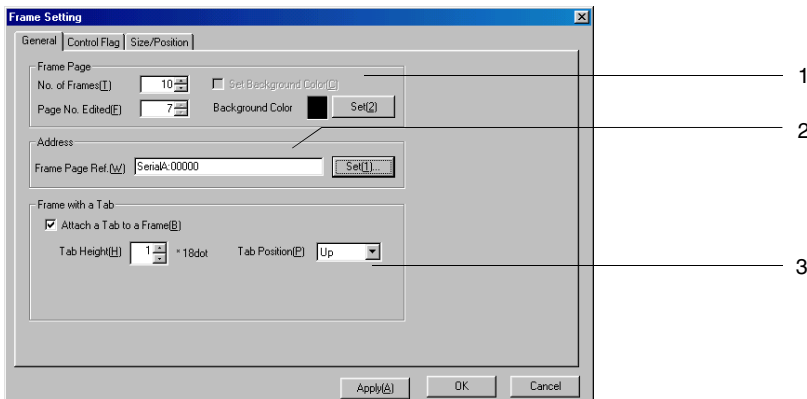 Frame Setting
General Control Flag Size/Position
Frame Page
No. of Frames(T) 10 Set Background Color(C)
Page No. Edited(F) 7 Background Color Set(2)
Address
Frame Page Ref.(W) SerialA:00000 Set(1)...
Frame with a Tab
Attach a Tab to a Frame(B)
Tab Height(H) 1 * 18dot Tab Position(P) Up
Apply(A) OK Cancel
1
2
3